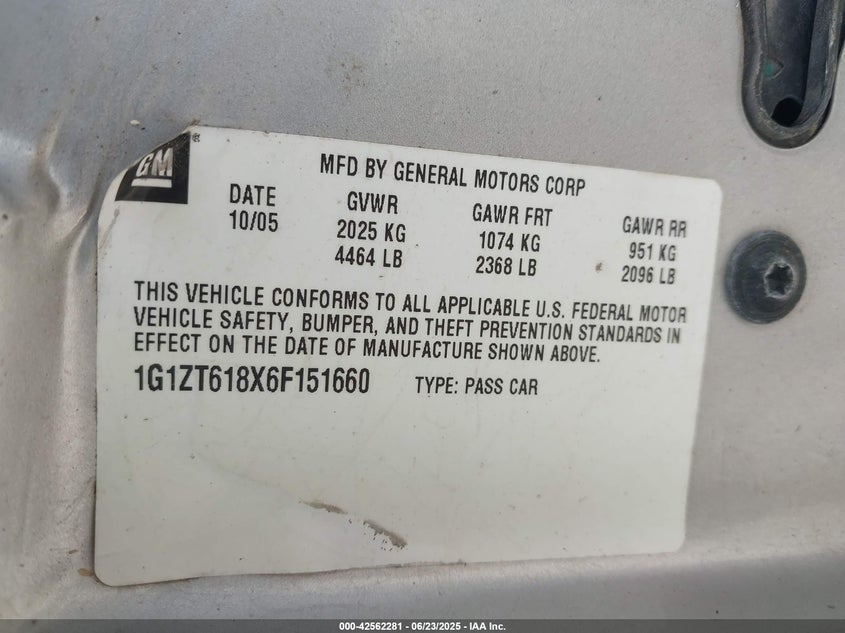 GM
MFD BY GENERAL MOTORS CORP
DATE GVWR GAWR FRT GAWR RR
10/05 2025 KG 1074 KG 951 KG
4464 LB 2368 LB 2096 LB
THIS VEHICLE CONFORMS TO ALL APPLICABLE U.S. FEDERAL MOTOR
VEHICLE SAFETY, BUMPER, AND THEFT PREVENTION STANDARDS IN
EFFECT ON THE DATE OF MANUFACTURE SHOWN ABOVE.
1G1ZT618X6F151660 TYPE: PASS CAR
000-42562281 - 06/23/2025 - IAA Inc.